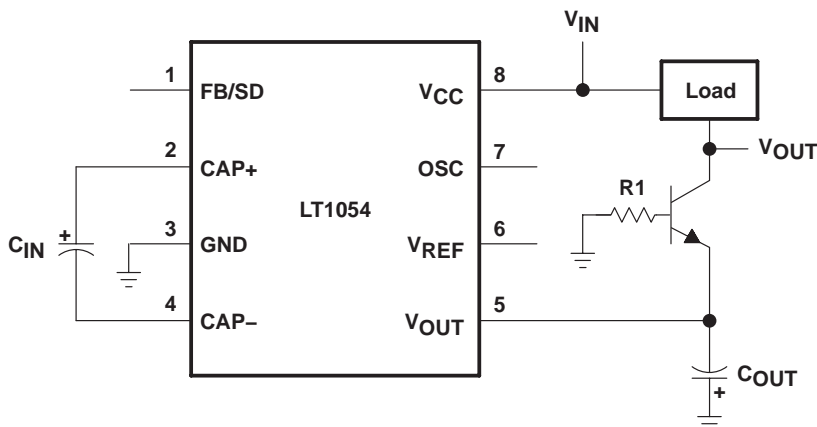 VIN
1
FB/SD
VCC
8
Load
2
CAP+
OSC
7
VOUT
LT1054
R1
CIN
+
3
GND
VREF
6
4
CAP−
VOUT
5
COUT
+